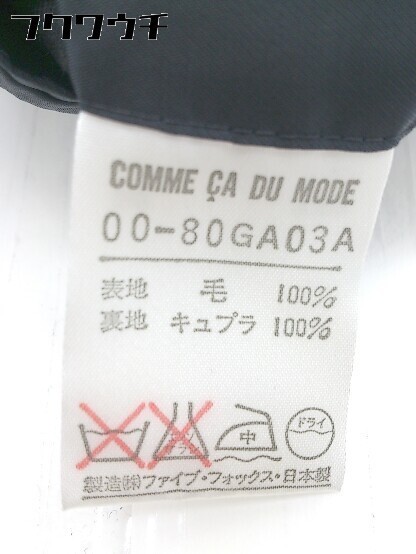 フクワウチ
COMME ÇA DU MODE
00-80GA03A
表地 毛 100%
裏地 キュプラ 100%
中 ドライ
製造㈱ファイブ・フォックス・日本製